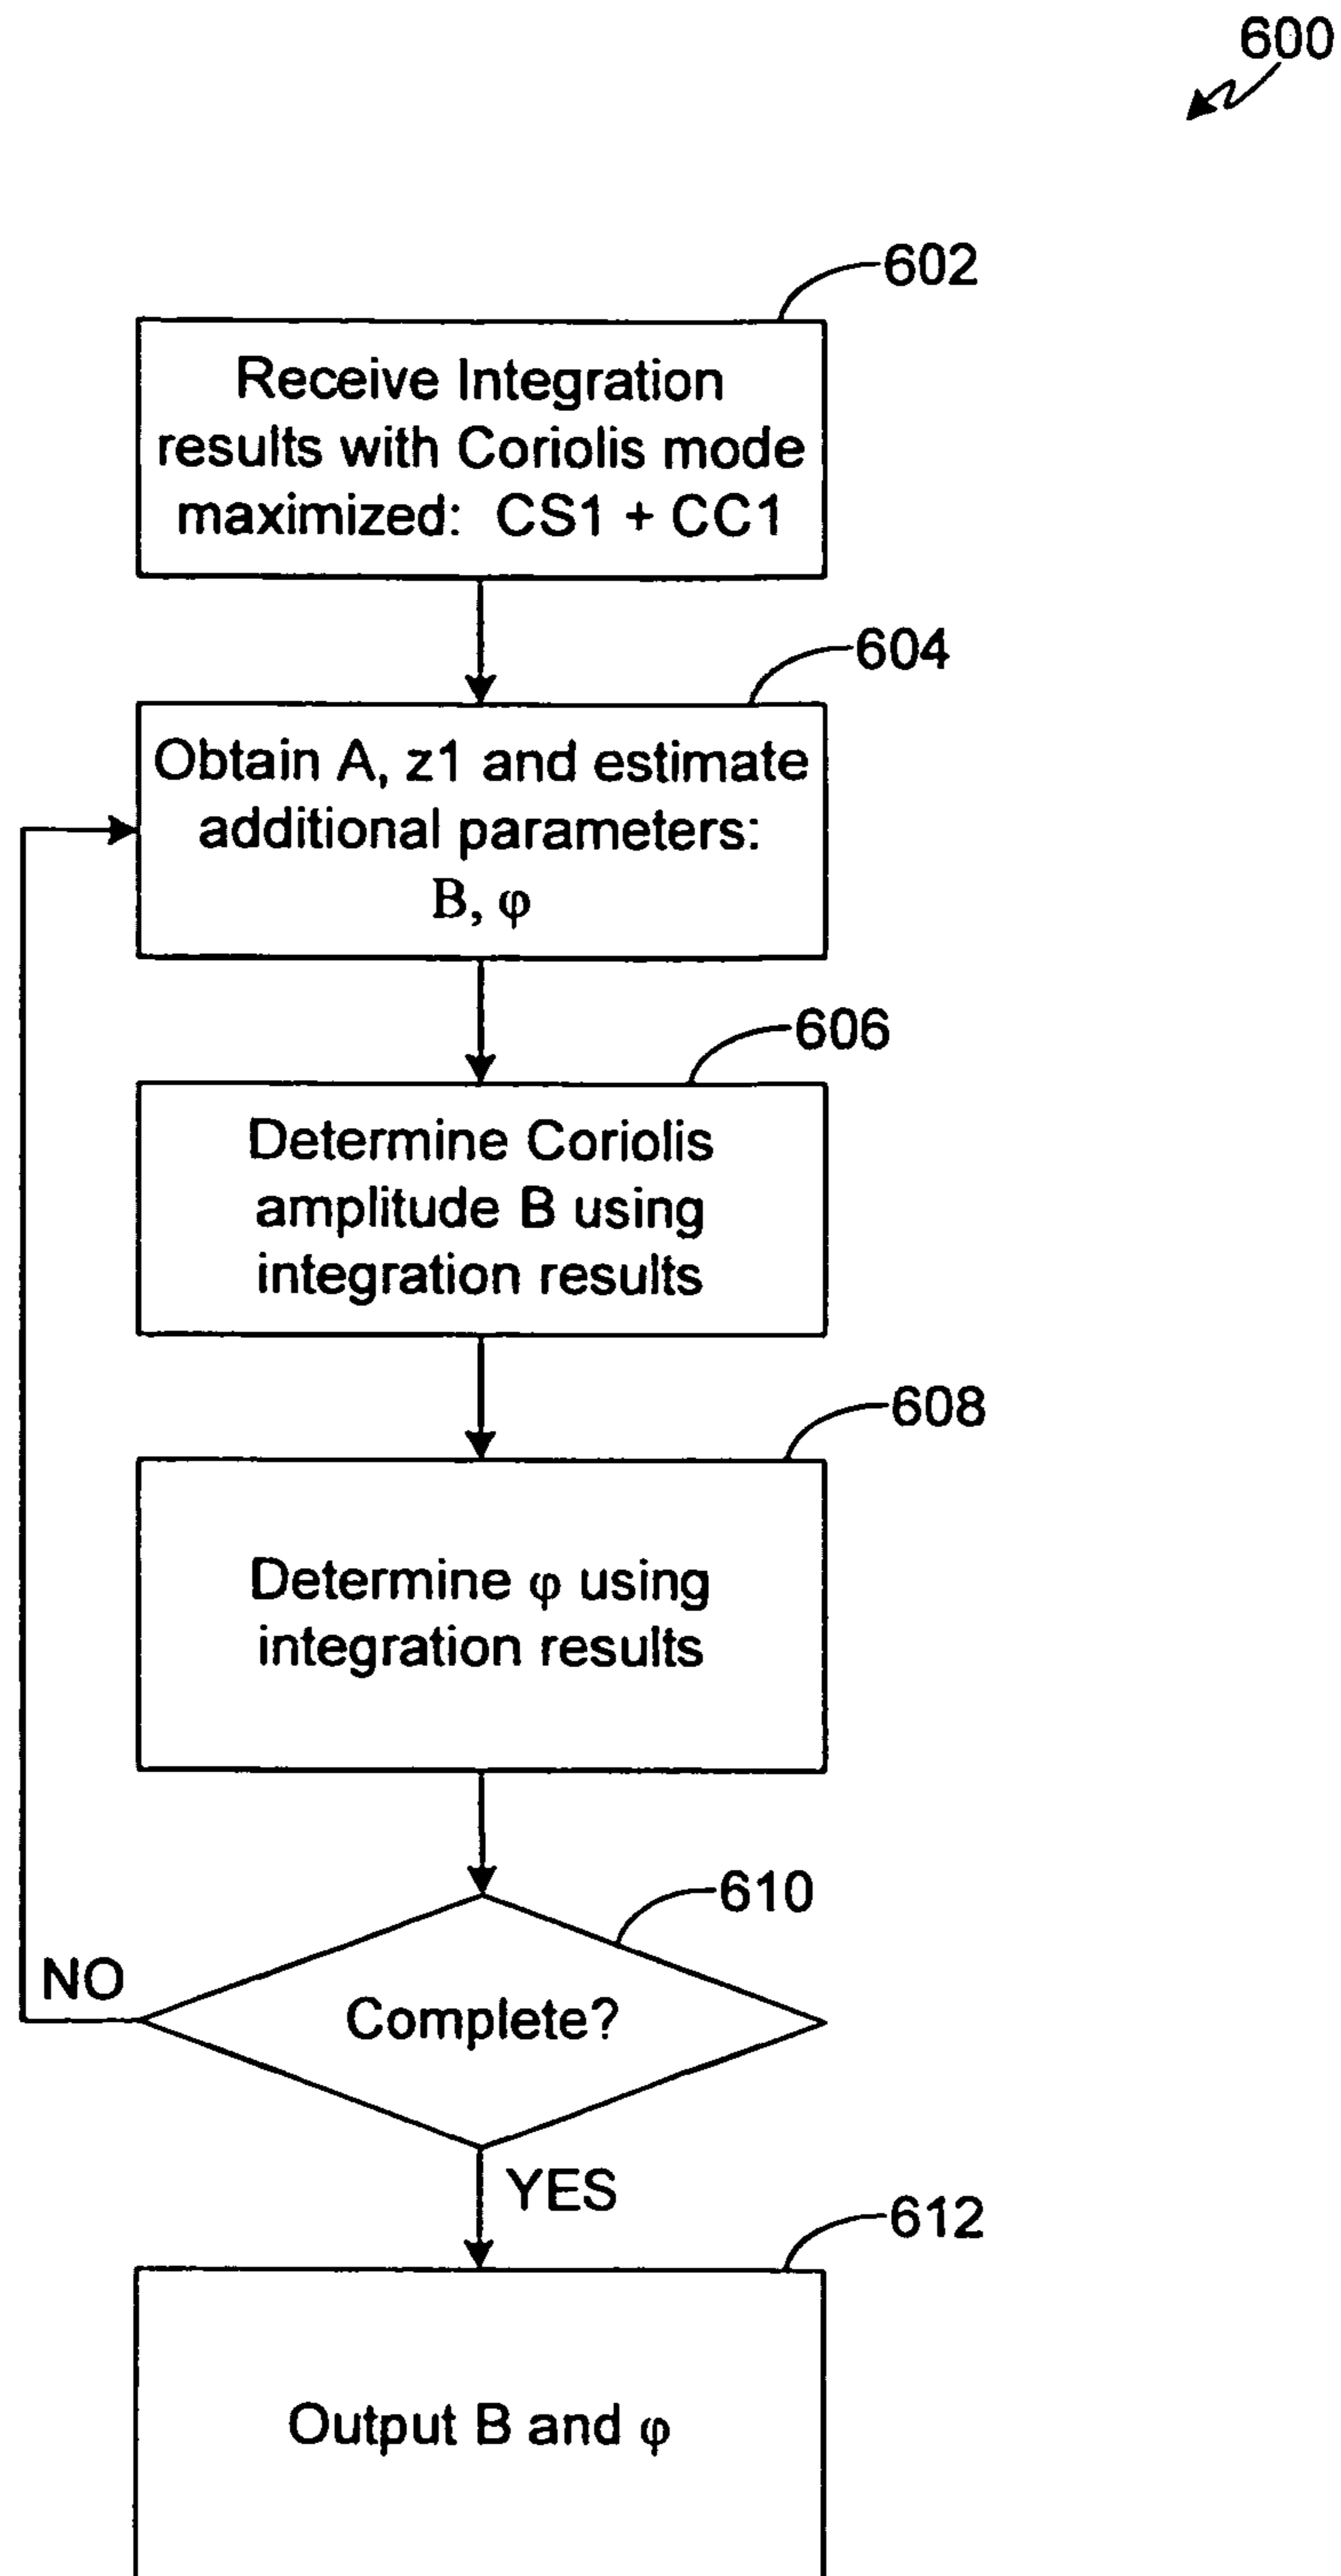 600
602
Receive Integration
results with Coriolis mode
maximized: CS1 + CC1
604
Obtain A, z1 and estimate
additional parameters:
B, φ
606
Determine Coriolis
amplitude B using
integration results
608
Determine φ using
integration results
610
NO
Complete?
YES
612
Output B and φ